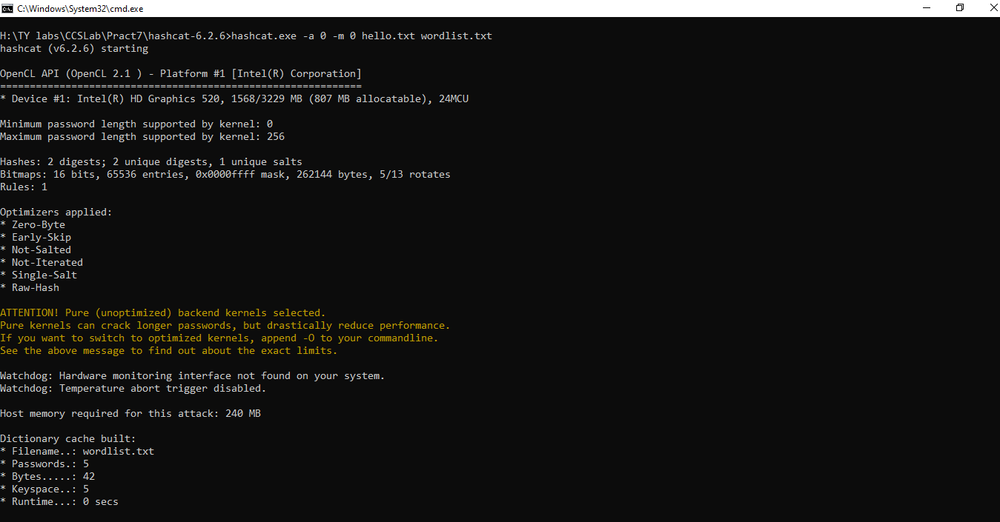 C:\Windows\System32\cmd.exe
H:\TY labs\CCSLab\Pract7\hashcat-6.2.6>hashcat.exe -a 0 -m 0 hello.txt wordlist.txt
hashcat (v6.2.6) starting
OpenCL API (OpenCL 2.1 ) - Platform #1 [Intel(R) Corporation]
=============================================================
* Device #1: Intel(R) HD Graphics 520, 1568/3229 MB (807 MB allocatable), 24MCU
Minimum password length supported by kernel: 0
Maximum password length supported by kernel: 256
Hashes: 2 digests; 2 unique digests, 1 unique salts
Bitmaps: 16 bits, 65536 entries, 0x0000ffff mask, 262144 bytes, 5/13 rotates
Rules: 1
Optimizers applied:
* Zero-Byte
* Early-Skip
* Not-Salted
* Not-Iterated
* Single-Salt
* Raw-Hash
ATTENTION! Pure (unoptimized) backend kernels selected.
Pure kernels can crack longer passwords, but drastically reduce performance.
If you want to switch to optimized kernels, append -O to your commandline.
See the above message to find out about the exact limits.
Watchdog: Hardware monitoring interface not found on your system.
Watchdog: Temperature abort trigger disabled.
Host memory required for this attack: 240 MB
Dictionary cache built:
* Filename..: wordlist.txt
* Passwords.: 5
* Bytes.....: 42
* Keyspace..: 5
* Runtime...: 0 secs